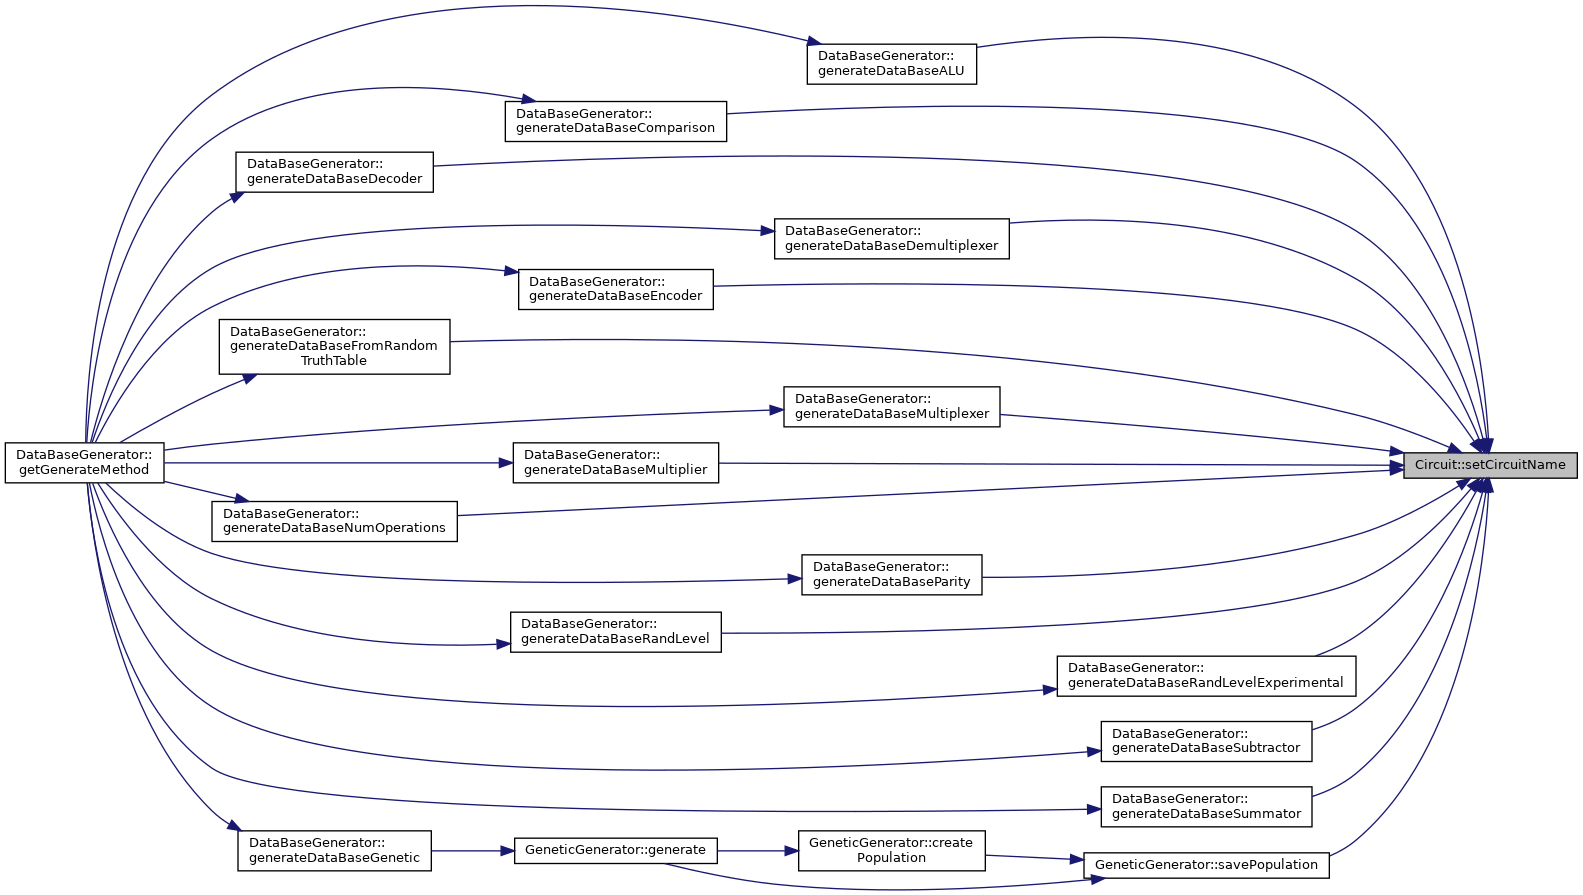 DataBaseGenerator::
generateDataBaseALU
DataBaseGenerator::
generateDataBaseComparison
DataBaseGenerator::
generateDataBaseDecoder
DataBaseGenerator::
generateDataBaseDemultiplexer
DataBaseGenerator::
generateDataBaseEncoder
DataBaseGenerator::
generateDataBaseFromRandom
TruthTable
DataBaseGenerator::
generateDataBaseMultiplexer
DataBaseGenerator::
getGenerateMethod
DataBaseGenerator::
generateDataBaseMultiplier
Circuit::setCircuitName
DataBaseGenerator::
generateDataBaseNumOperations
DataBaseGenerator::
generateDataBaseParity
DataBaseGenerator::
generateDataBaseRandLevel
DataBaseGenerator::
generateDataBaseRandLevelExperimental
DataBaseGenerator::
generateDataBaseSubtractor
DataBaseGenerator::
generateDataBaseSummator
DataBaseGenerator::
generateDataBaseGenetic
GeneticGenerator::generate
GeneticGenerator::create
Population
GeneticGenerator::savePopulation